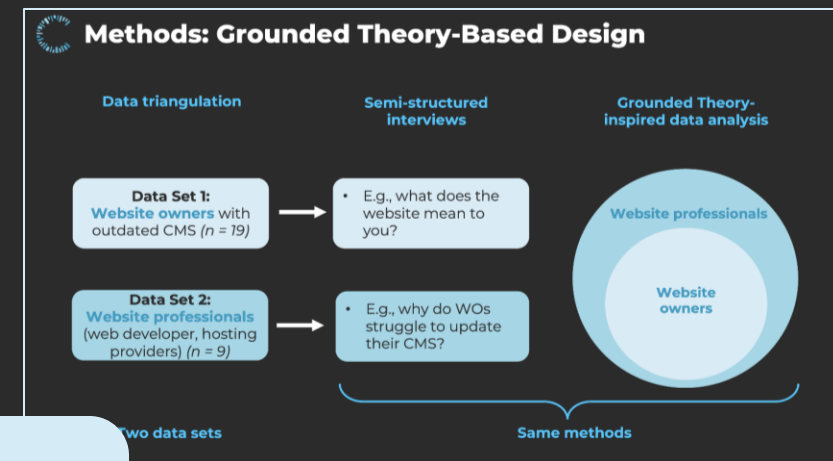 Methods: Grounded Theory-Based Design
Data triangulation
Semi-structured
interviews
Grounded Theory-
inspired data analysis
Data Set 1:
Website owners with
outdated CMS (n = 19)
• E.g., what does the
website mean to
you?
Data Set 2:
Website professionals
(web developer, hosting
providers) (n = 9)
• E.g., why do WOs
struggle to update
their CMS?
Website professionals
Website
owners
Two data sets
Same methods